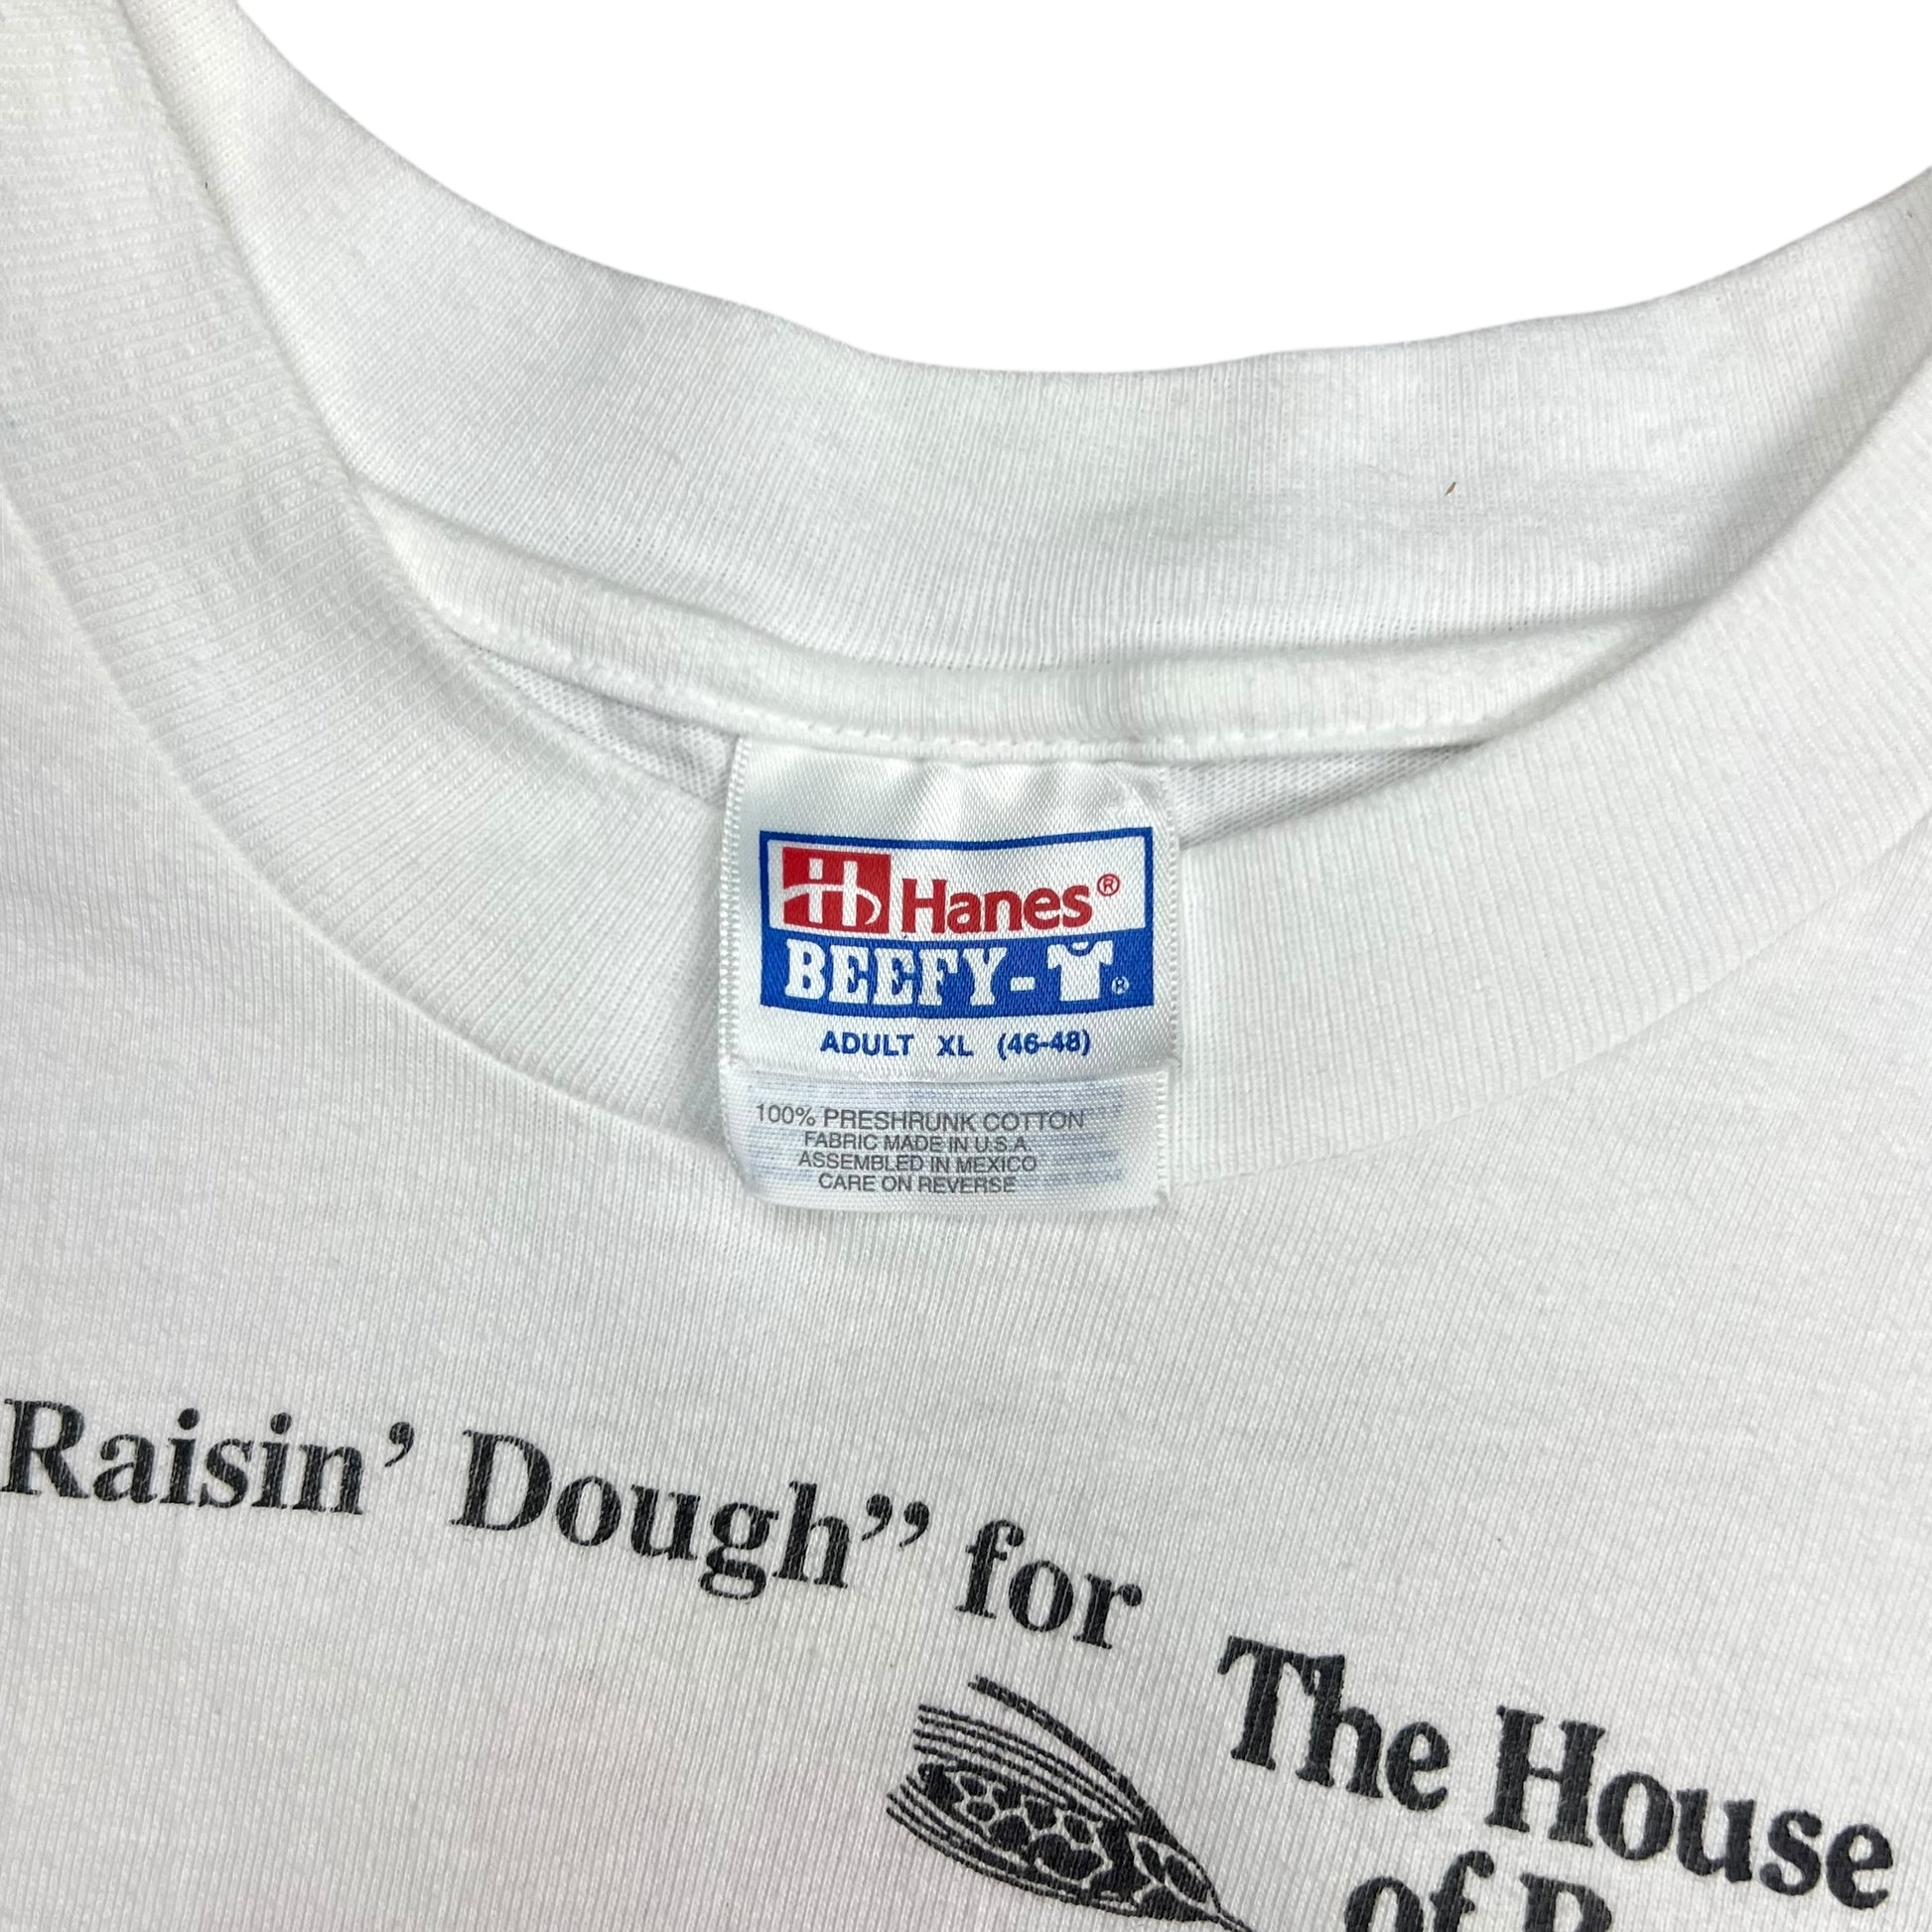 Hanes®
BEEFY-T®
ADULT XL (46-48)
100% PRESHRUNK COTTON
FABRIC MADE IN U.S.A.
ASSEMBLED IN MEXICO
CARE ON REVERSE
Raisin’ Dough” for
The House
of